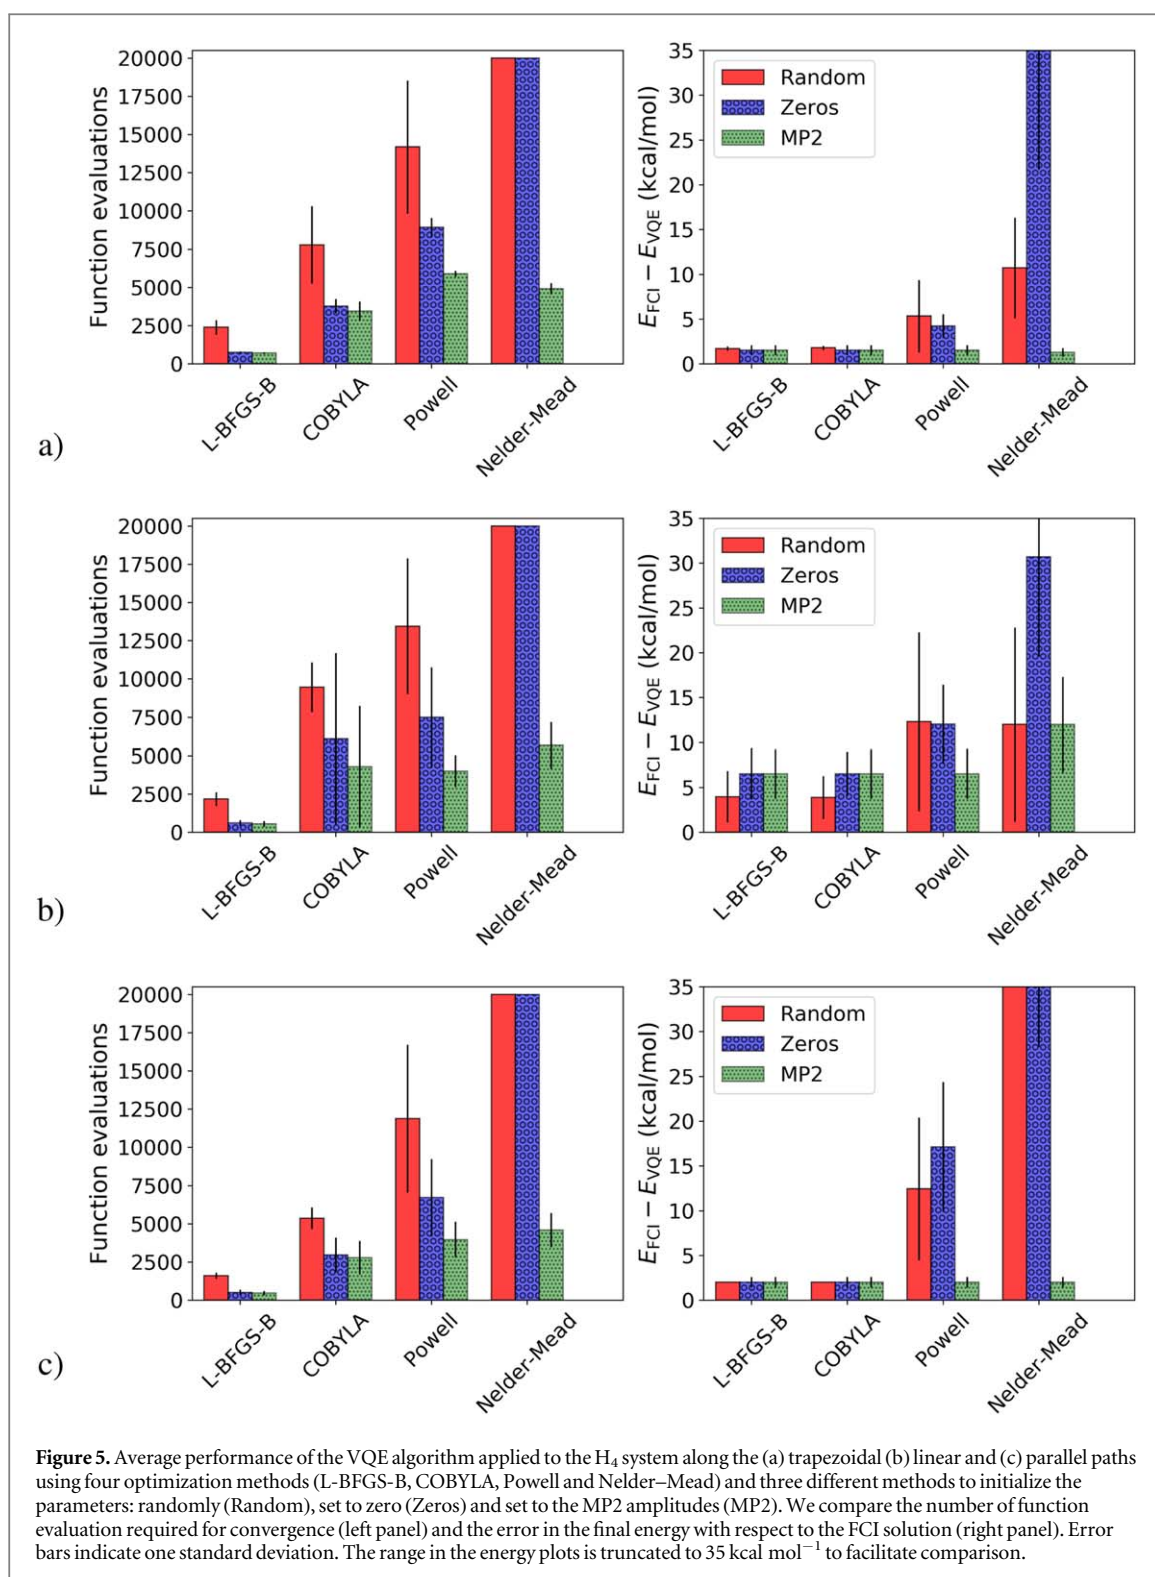 20000
17500
15000
12500
10000
7500
5000
2500
0
Function evaluations
L-BFGS-B
COBYLA
Powell
Nelder-Mead
35
30
25
20
15
10
5
0
E_FCI − E_VQE (kcal/mol)
Random
Zeros
MP2
L-BFGS-B
COBYLA
Powell
Nelder-Mead
a)
20000
17500
15000
12500
10000
7500
5000
2500
0
Function evaluations
L-BFGS-B
COBYLA
Powell
Nelder-Mead
35
30
25
20
15
10
5
0
E_FCI − E_VQE (kcal/mol)
Random
Zeros
MP2
L-BFGS-B
COBYLA
Powell
Nelder-Mead
b)
20000
17500
15000
12500
10000
7500
5000
2500
0
Function evaluations
L-BFGS-B
COBYLA
Powell
Nelder-Mead
35
30
25
20
15
10
5
0
E_FCI − E_VQE (kcal/mol)
Random
Zeros
MP2
L-BFGS-B
COBYLA
Powell
Nelder-Mead
c)
Figure 5. Average performance of the VQE algorithm applied to the H₄ system along the (a) trapezoidal (b) linear and (c) parallel paths
using four optimization methods (L-BFGS-B, COBYLA, Powell and Nelder–Mead) and three different methods to initialize the
parameters: randomly (Random), set to zero (Zeros) and set to the MP2 amplitudes (MP2). We compare the number of function
evaluation required for convergence (left panel) and the error in the final energy with respect to the FCI solution (right panel). Error
bars indicate one standard deviation. The range in the energy plots is truncated to 35 kcal mol⁻¹ to facilitate comparison.